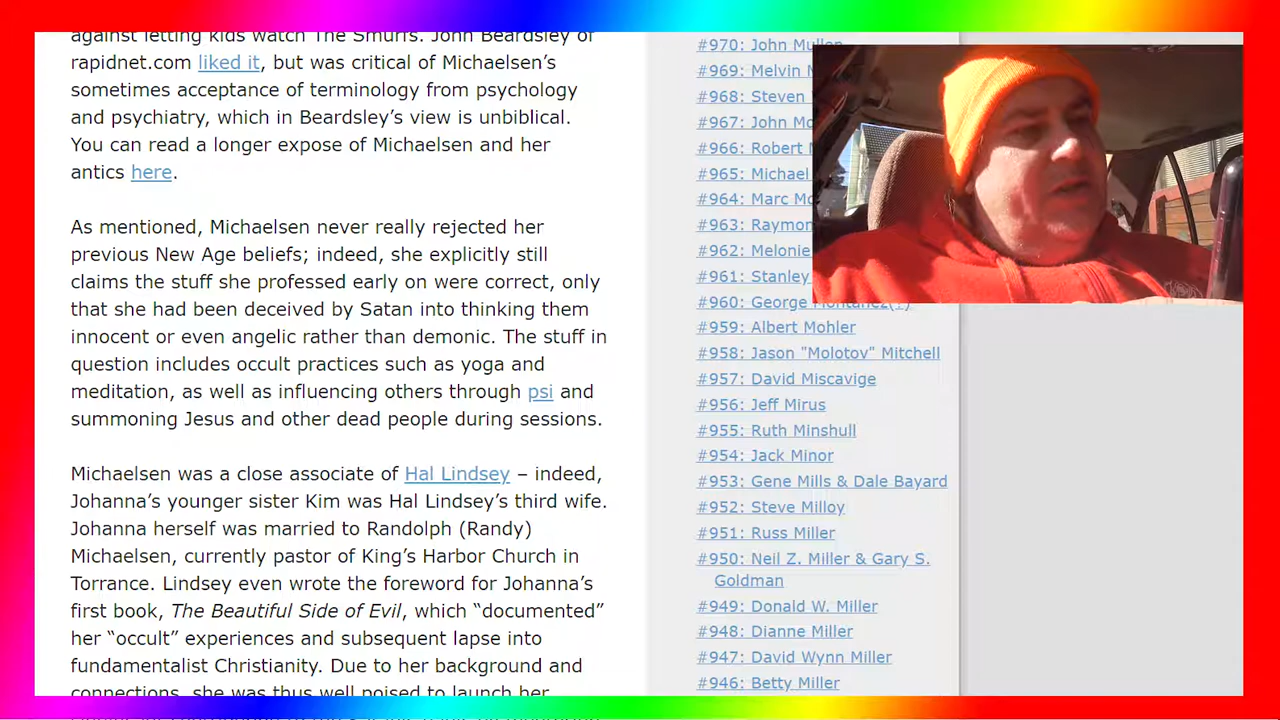 against letting kids watch The Smurfs. John Beardsley of
rapidnet.com liked it, but was critical of Michaelsen’s
sometimes acceptance of terminology from psychology
and psychiatry, which in Beardsley’s view is unbiblical.
You can read a longer expose of Michaelsen and her
antics here.
As mentioned, Michaelsen never really rejected her
previous New Age beliefs; indeed, she explicitly still
claims the stuff she professed early on were correct, only
that she had been deceived by Satan into thinking them
innocent or even angelic rather than demonic. The stuff in
question includes occult practices such as yoga and
meditation, as well as influencing others through psi and
summoning Jesus and other dead people during sessions.
Michaelsen was a close associate of Hal Lindsey – indeed,
Johanna’s younger sister Kim was Hal Lindsey’s third wife.
Johanna herself was married to Randolph (Randy)
Michaelsen, currently pastor of King’s Harbor Church in
Torrance. Lindsey even wrote the foreword for Johanna’s
first book, The Beautiful Side of Evil, which “documented”
her “occult” experiences and subsequent lapse into
fundamentalist Christianity. Due to her background and
connections, she was thus well poised to launch her
#970: John Mullen
#969: Melvin
#968: Steven
#967: John
#966: Robert
#965: Michael
#964: Marc
#963:
#962: Melonie
#961: Stanley
#960: George Montanez(?)
#959: Albert Mohler
#958: Jason "Molotov" Mitchell
#957: David Miscavige
#956: Jeff Mirus
#955: Ruth Minshull
#954: Jack Minor
#953: Gene Mills & Dale Bayard
#952: Steve Milloy
#951: Russ Miller
#950: Neil Z. Miller & Gary S.
Goldman
#949: Donald W. Miller
#948: Dianne Miller
#947: David Wynn Miller
#946: Betty Miller